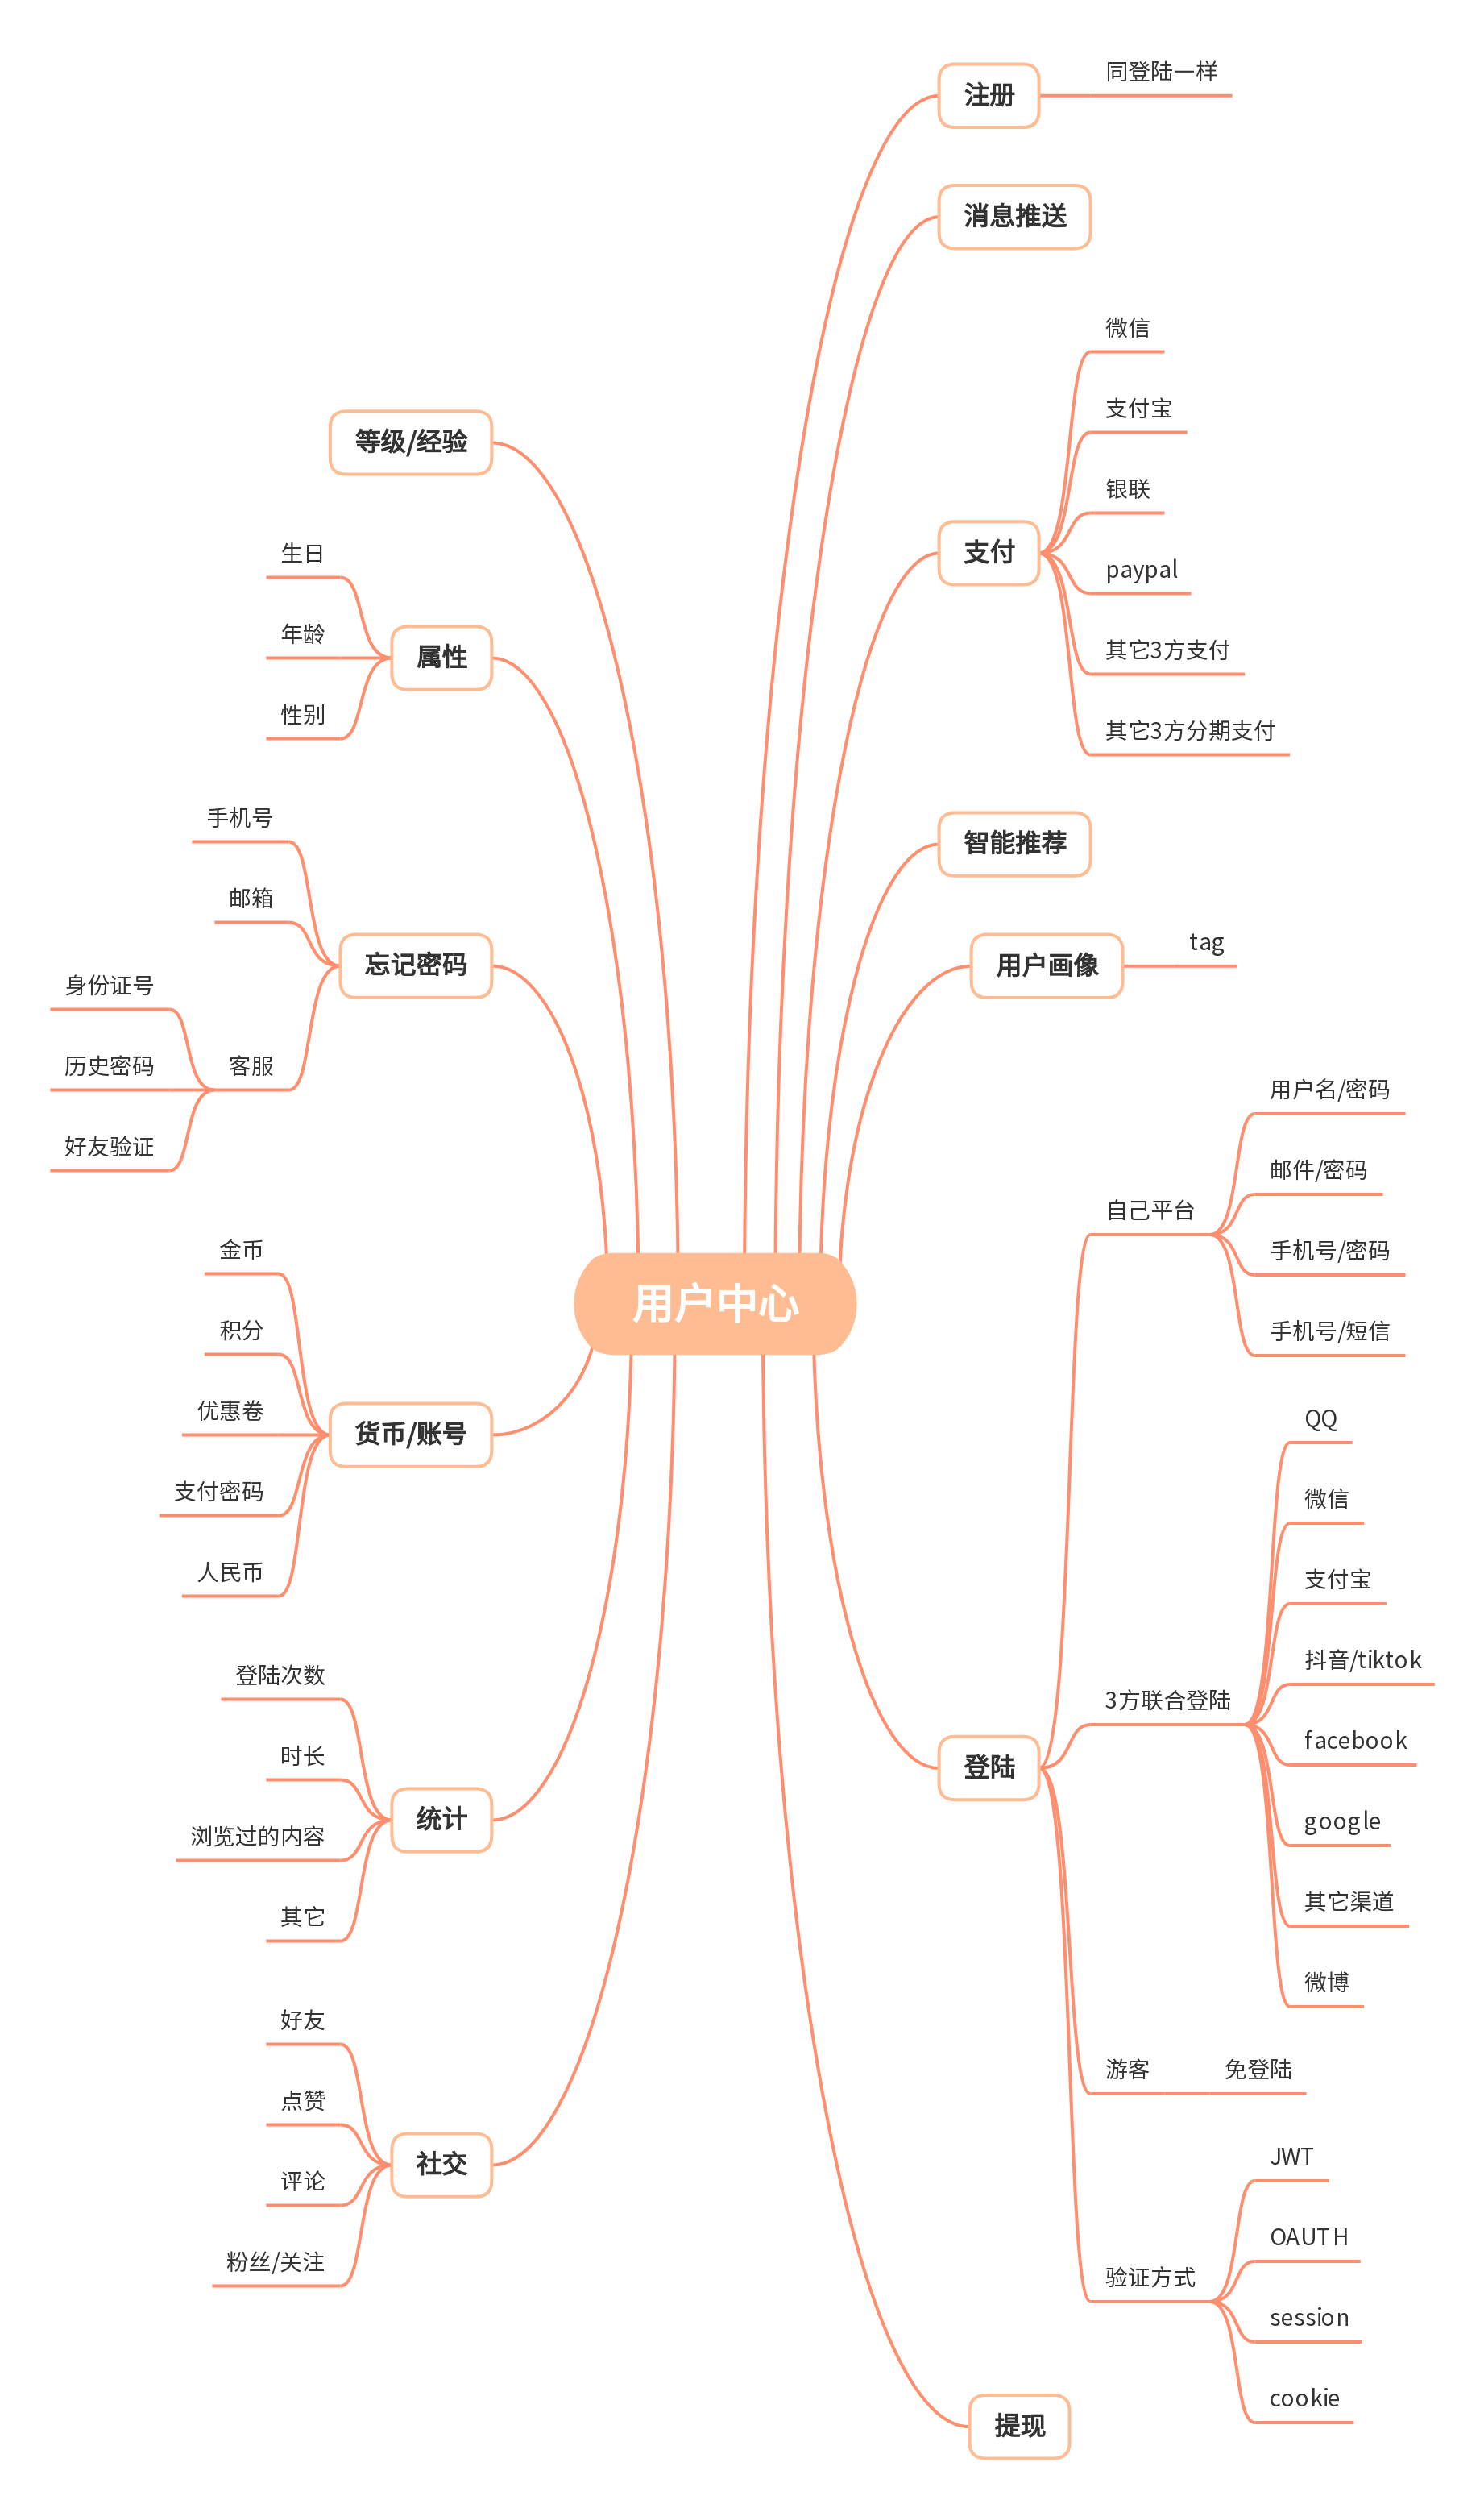 用户中心
注册
同登陆一样
消息推送
支付
微信
支付宝
银联
paypal
其它3方支付
其它3方分期支付
智能推荐
用户画像
tag
登陆
自己平台
用户名/密码
邮件/密码
手机号/密码
手机号/短信
3方联合登陆
QQ
微信
支付宝
抖音/tiktok
facebook
google
其它渠道
微博
游客
免登陆
验证方式
JWT
OAUTH
session
cookie
提现
等级/经验
属性
生日
年龄
性别
忘记密码
手机号
邮箱
客服
身份证号
历史密码
好友验证
货币/账号
金币
积分
优惠卷
支付密码
人民币
统计
登陆次数
时长
浏览过的内容
其它
社交
好友
点赞
评论
粉丝/关注